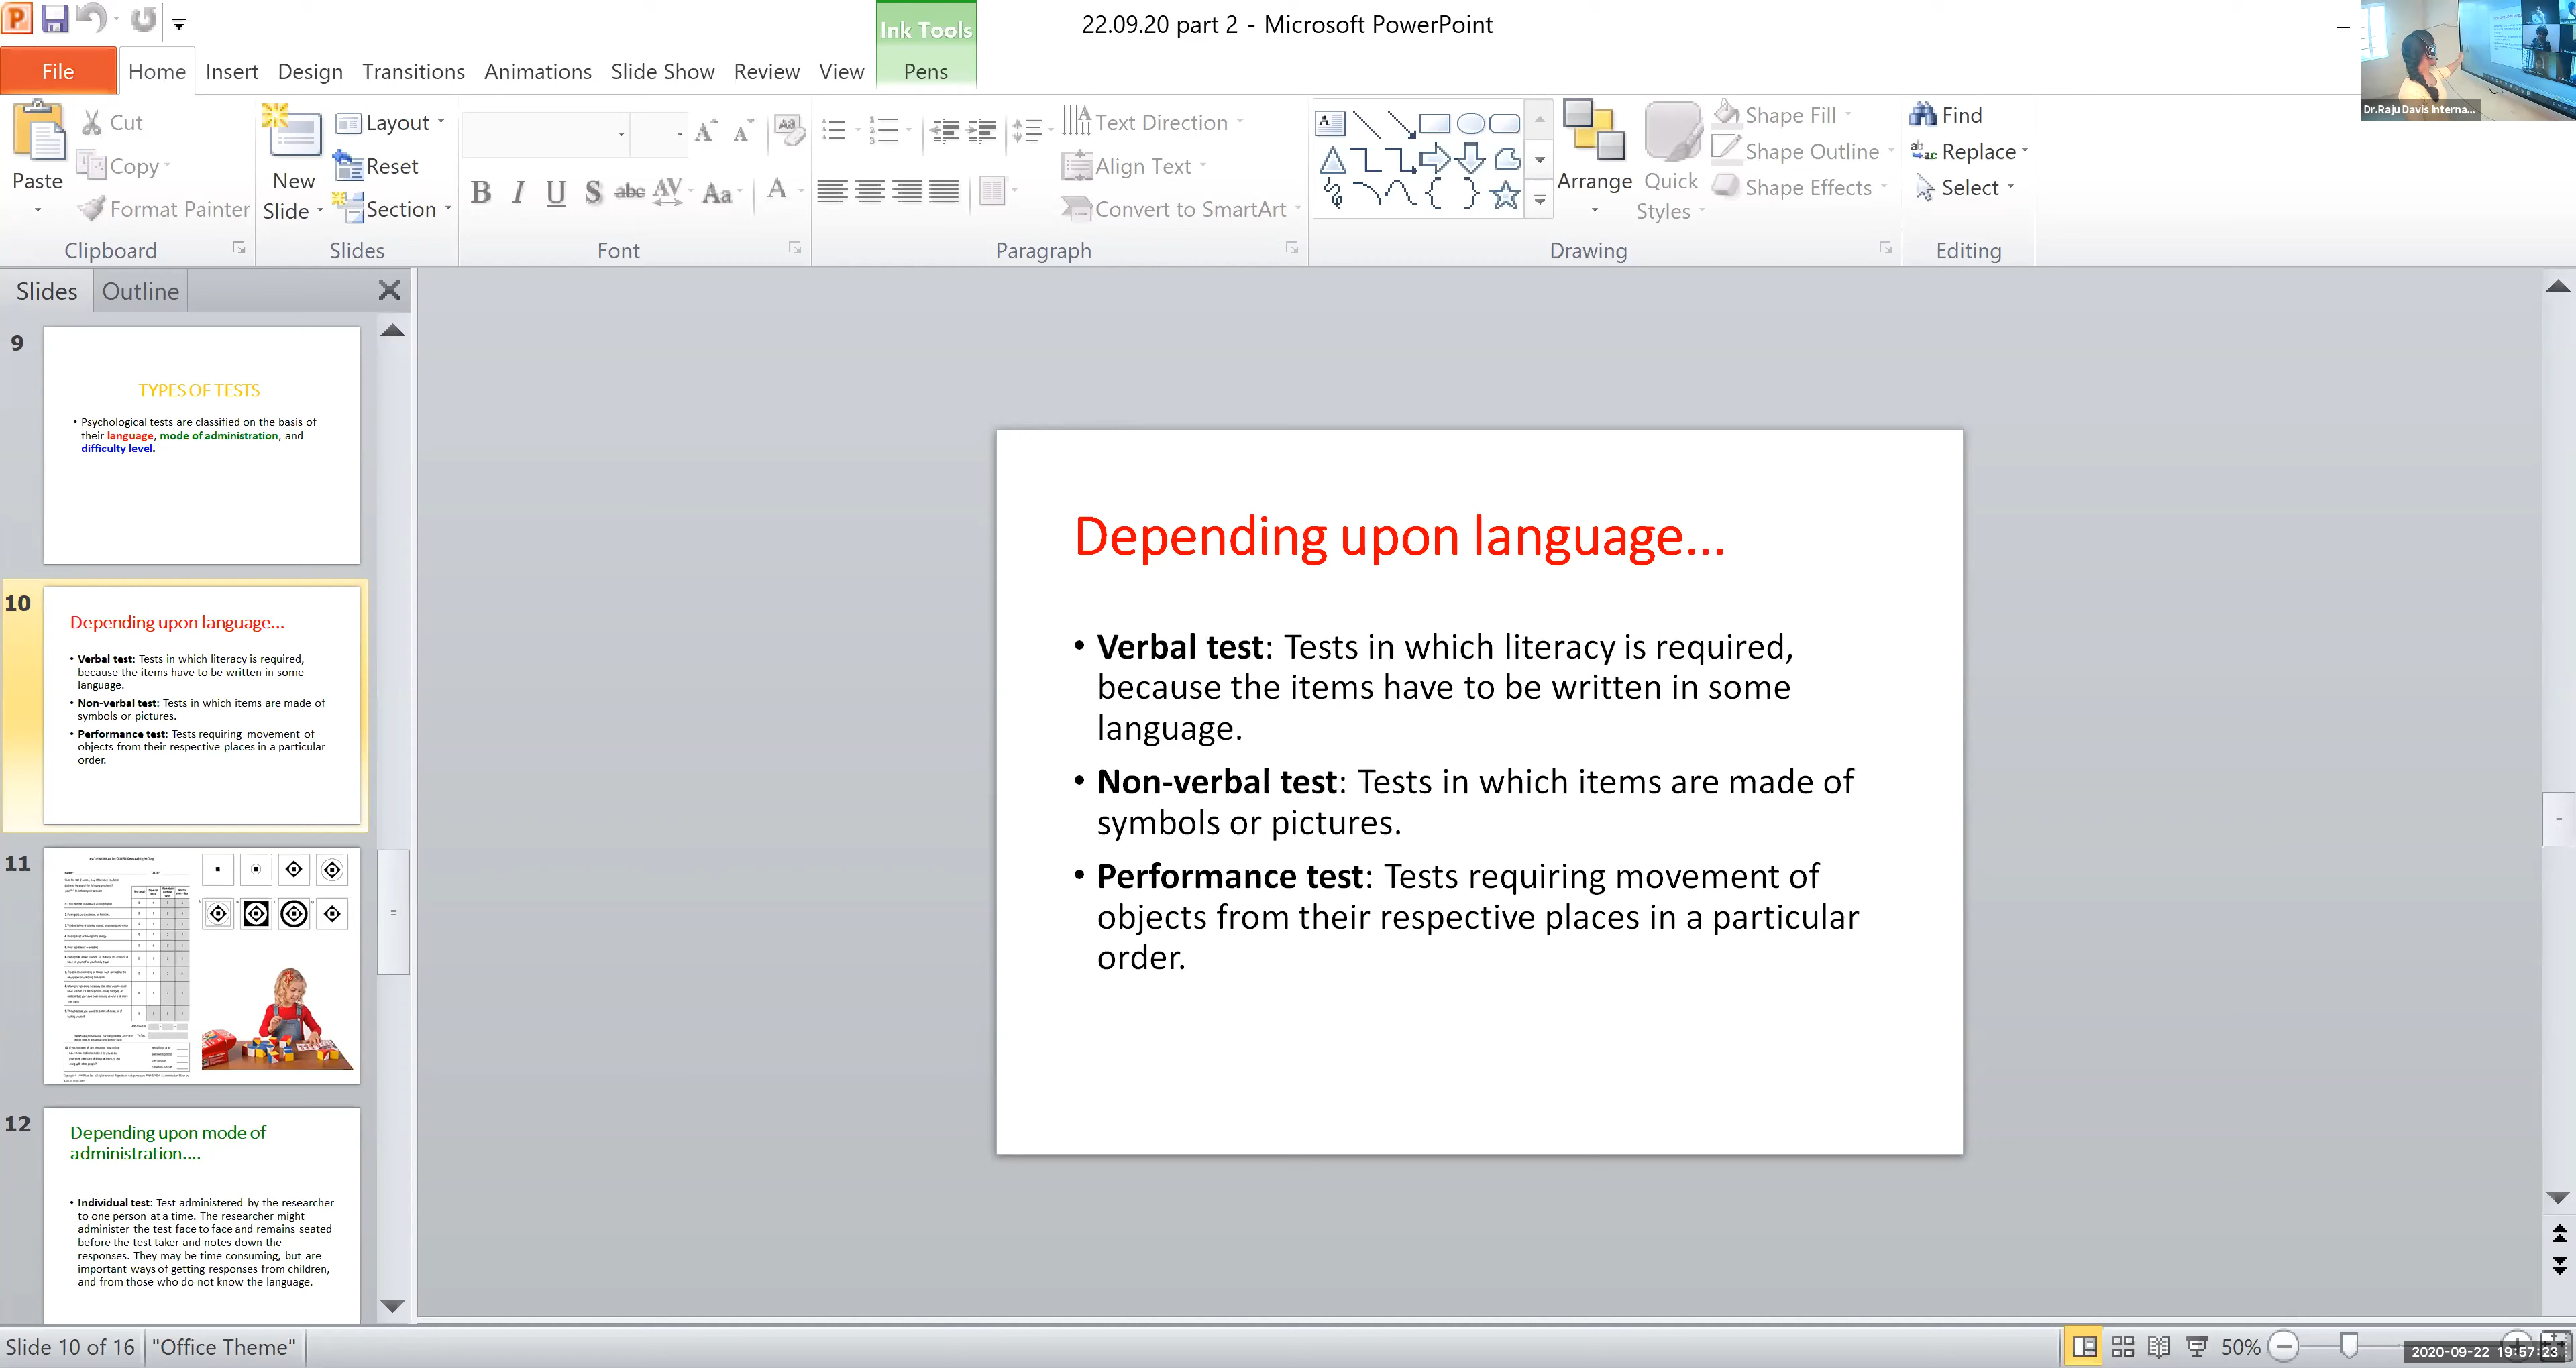 22.09.20 part 2 - Microsoft PowerPoint
Ink Tools
File Home Insert Design Transitions Animations Slide Show Review View Pens
Paste
Cut
Copy
Format Painter
Clipboard
New
Slide
Layout
Reset
Section
Slides
Font
Text Direction
Align Text
Convert to SmartArt
Paragraph
Arrange
Quick
Styles
Shape Fill
Shape Outline
Shape Effects
Drawing
Find
Replace
Select
Editing
Dr.Raju Davis Interna...
Slides Outline
9
TYPES OF TESTS
• Psychological tests are classified on the basis of
their language, mode of administration, and
difficulty level.
10
Depending upon language...
• Verbal test: Tests in which literacy is required,
because the items have to be written in some
language.
• Non-verbal test: Tests in which items are made of
symbols or pictures.
• Performance test: Tests requiring movement of
objects from their respective places in a particular
order.
11
12
Depending upon mode of
administration....
• Individual test: Test administered by the researcher
to one person at a time. The researcher might
administer the test face to face and remains seated
before the test taker and notes down the
responses. They may be time consuming, but are
important ways of getting responses from children,
and from those who do not know the language.
Depending upon language...
• Verbal test: Tests in which literacy is required,
because the items have to be written in some
language.
• Non-verbal test: Tests in which items are made of
symbols or pictures.
• Performance test: Tests requiring movement of
objects from their respective places in a particular
order.
Slide 10 of 16 "Office Theme"
50%
2020-09-22 19:57:23